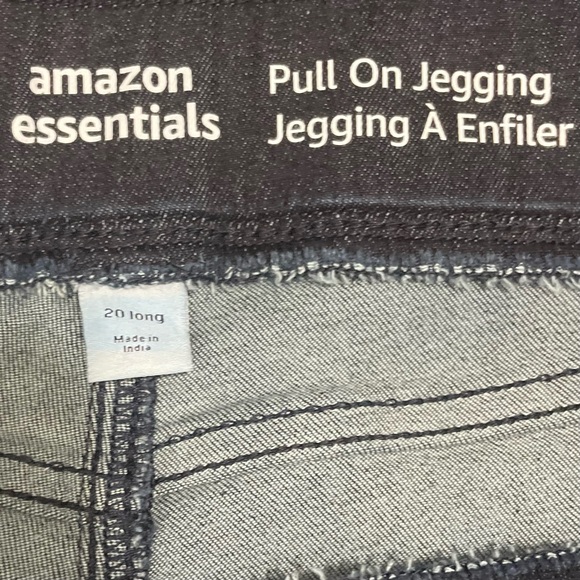 amazon
essentials
Pull On Jegging
Jegging À Enfiler
20 long
Made in
India